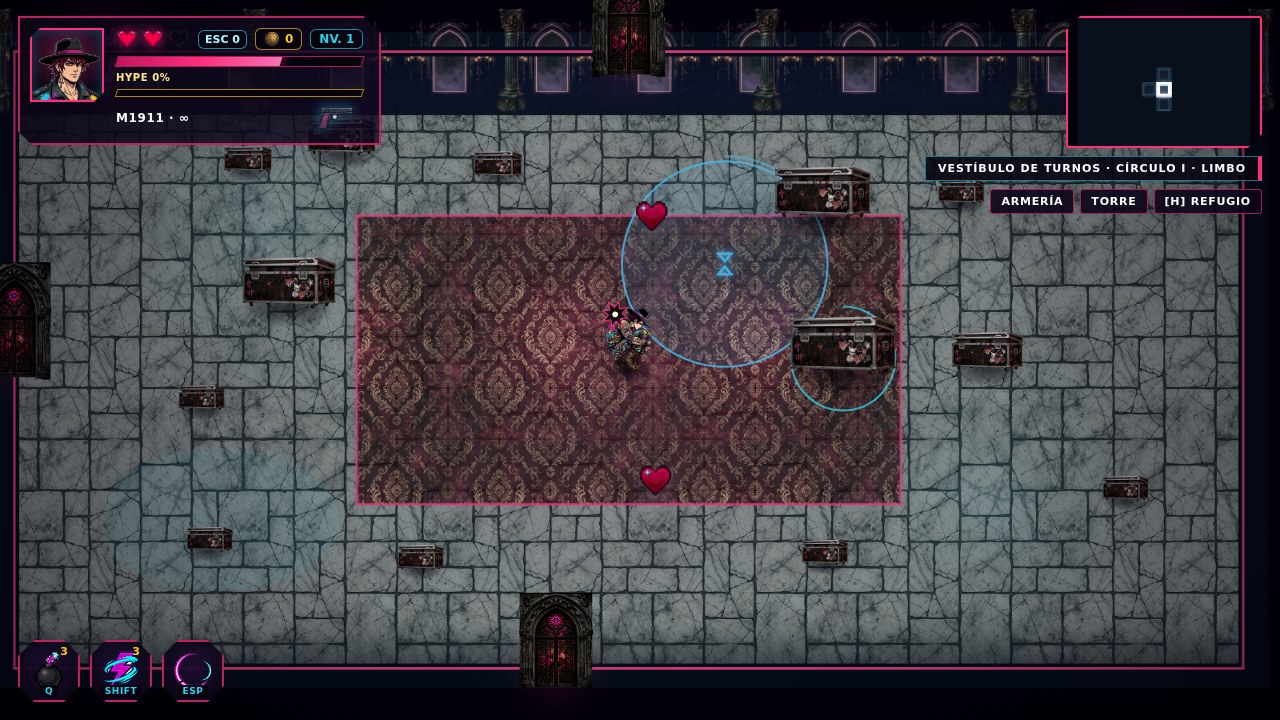 ESC 0
0
NV. 1
HYPE 0%
M1911 · ∞
VESTÍBULO DE TURNOS · CÍRCULO I · LIMBO
ARMERÍA
TORRE
[H] REFUGIO
3
Q
3
SHIFT
ESP